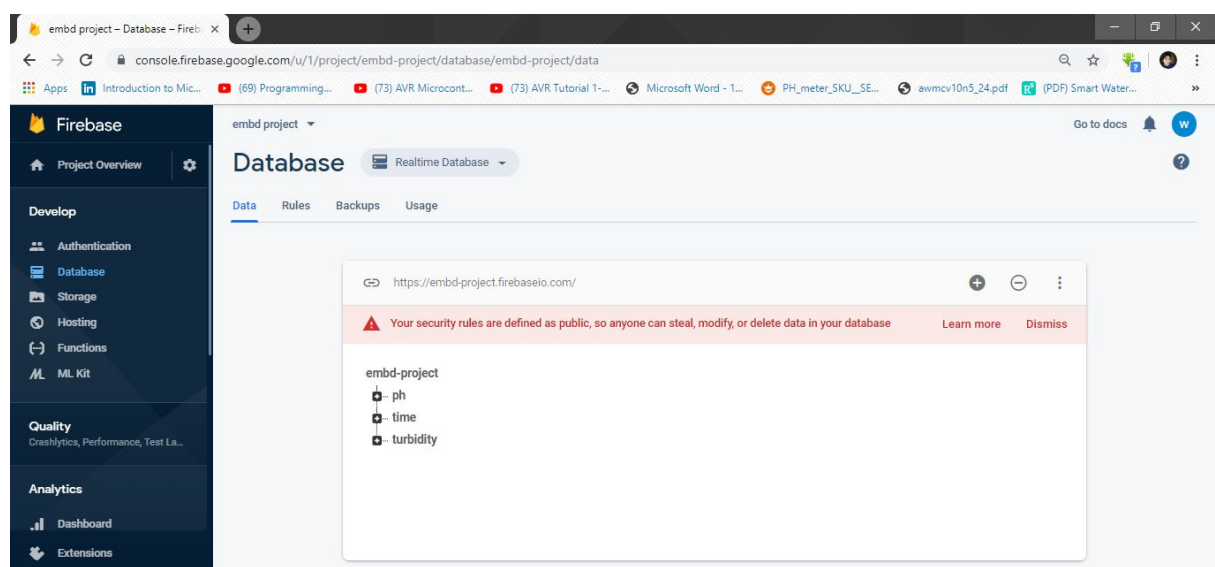 embd project – Database – Fireb
console.firebase.google.com/u/1/project/embd-project/database/embd-project/data
Apps Introduction to Mic... (69) Programming... (73) AVR Microcont... (73) AVR Tutorial 1-... Microsoft Word - 1... PH_meter_SKU__SE... awmcv10n5_24.pdf (PDF) Smart Water... »
Firebase embd project Go to docs W
Project Overview Database Realtime Database ?
Develop Data Rules Backups Usage
Authentication
Database
https://embd-project.firebaseio.com/
Storage
Hosting
Your security rules are defined as public, so anyone can steal, modify, or delete data in your database Learn more Dismiss
Functions
ML Kit
embd-project
ph
time
turbidity
Quality
Crashlytics, Performance, Test La...
Analytics
Dashboard
Extensions